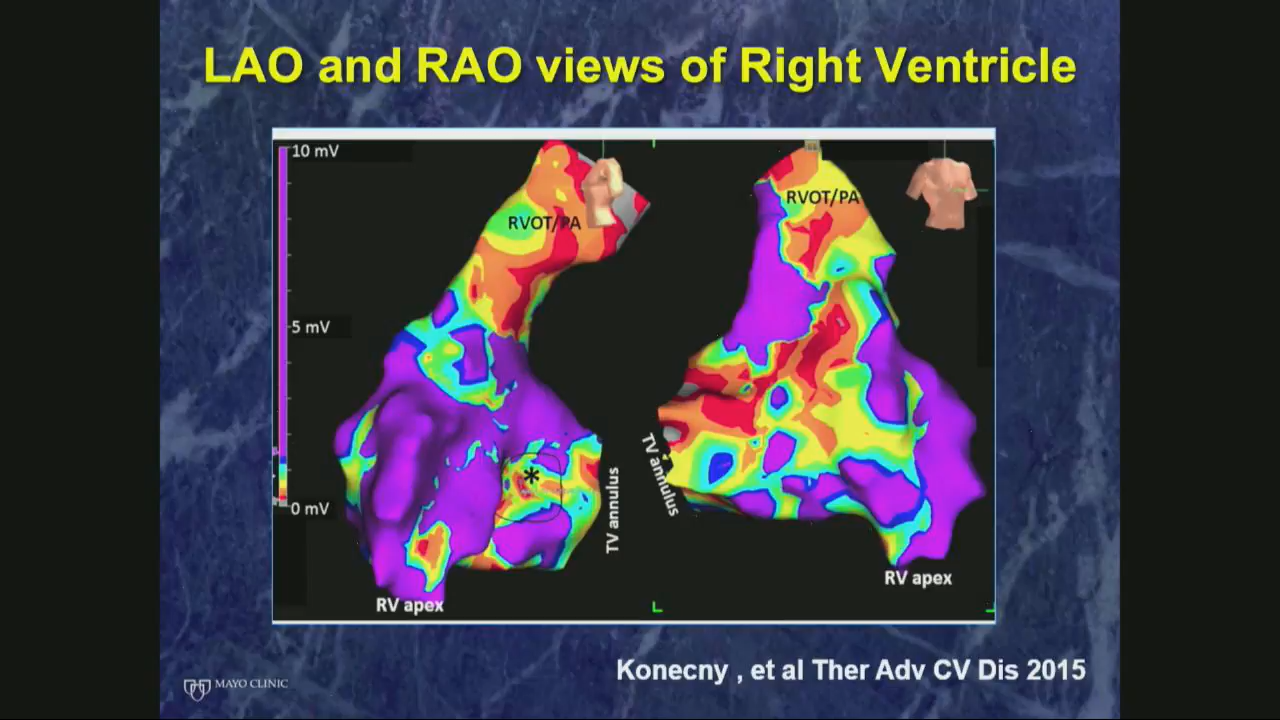 LAO and RAO views of Right Ventricle
10 mV
5 mV
0 mV
RVOT/PA
*
TV annulus
RV apex
RVOT/PA
TV annulus
RV apex
Konecny , et al Ther Adv CV Dis 2015
MAYO CLINIC